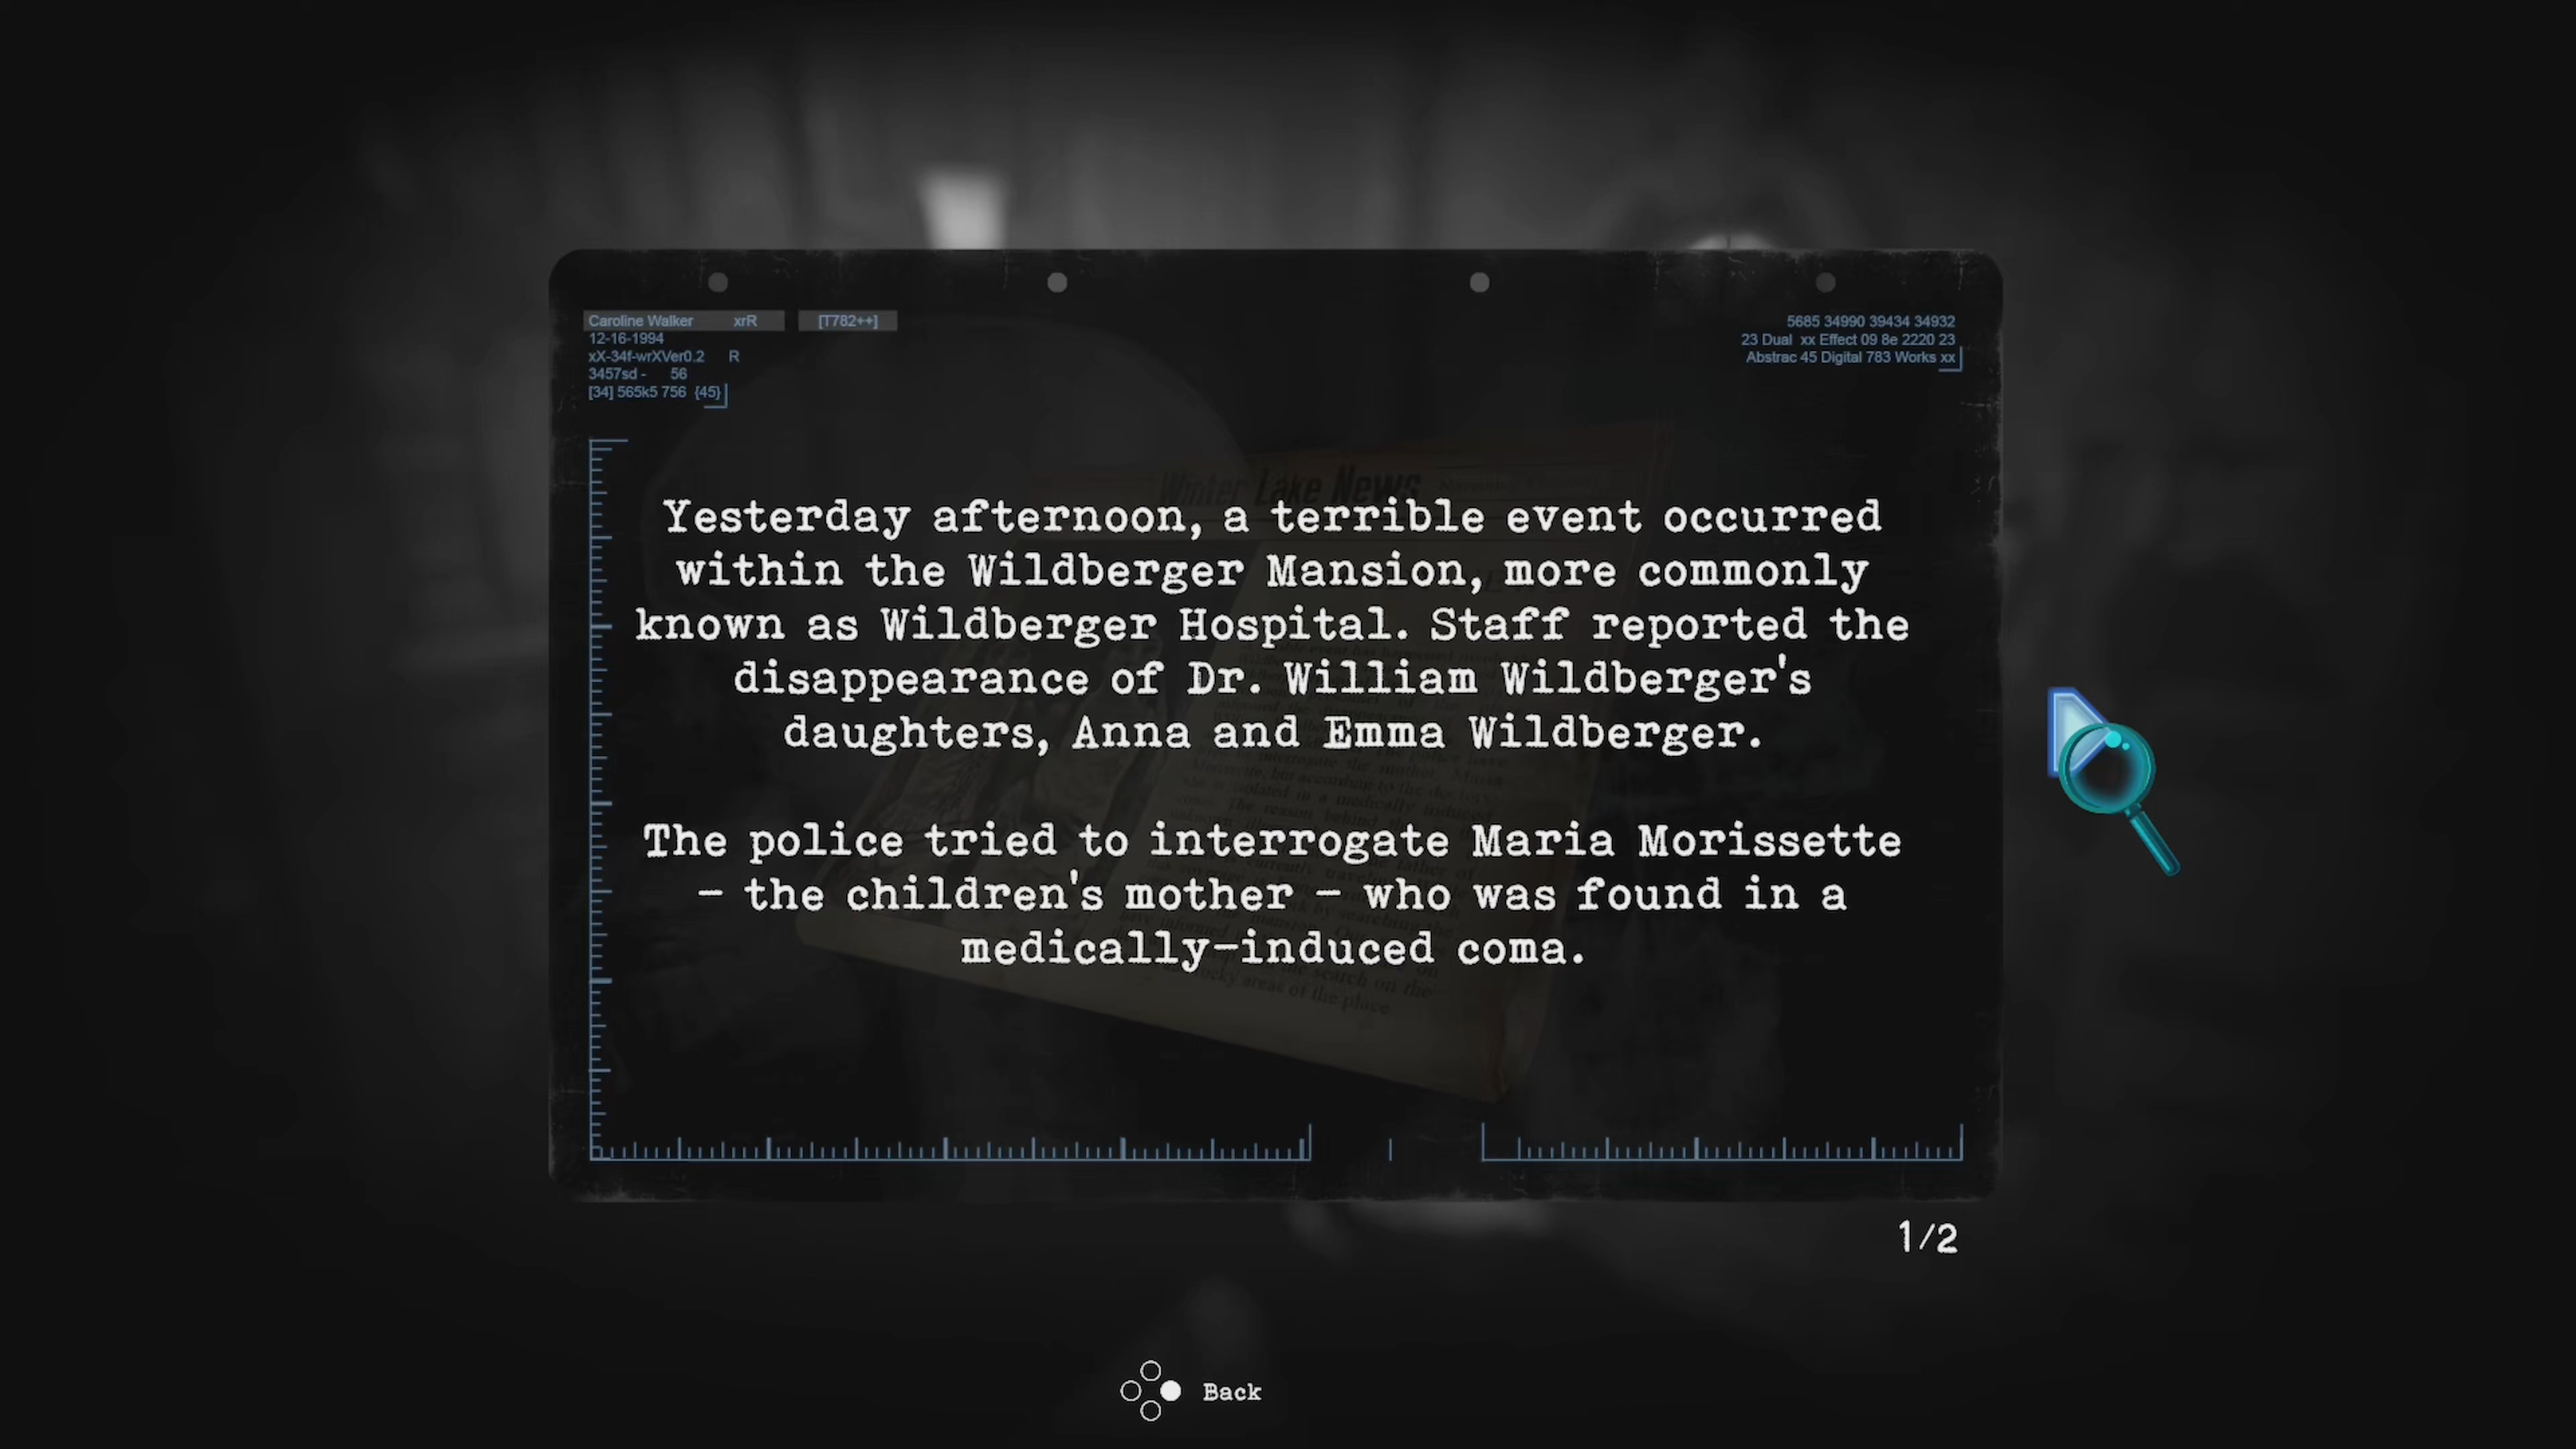 Caroline Walker xrR [T782++]
12-16-1994
xX-34f-wrXVer0.2 R
3457sd - 56
[34] 565k5 756 {45}
5685 34990 39434 34932
23 Dual xx Effect 09 8e 2220 23
Abstrac 45 Digital 783 Works xx
Winter Lake News
Yesterday afternoon, a terrible event occurred
within the Wildberger Mansion, more commonly
known as Wildberger Hospital. Staff reported the
disappearance of Dr. William Wildberger's
daughters, Anna and Emma Wildberger.
The police tried to interrogate Maria Morissette
- the children's mother - who was found in a
medically-induced coma.
1/2
Back